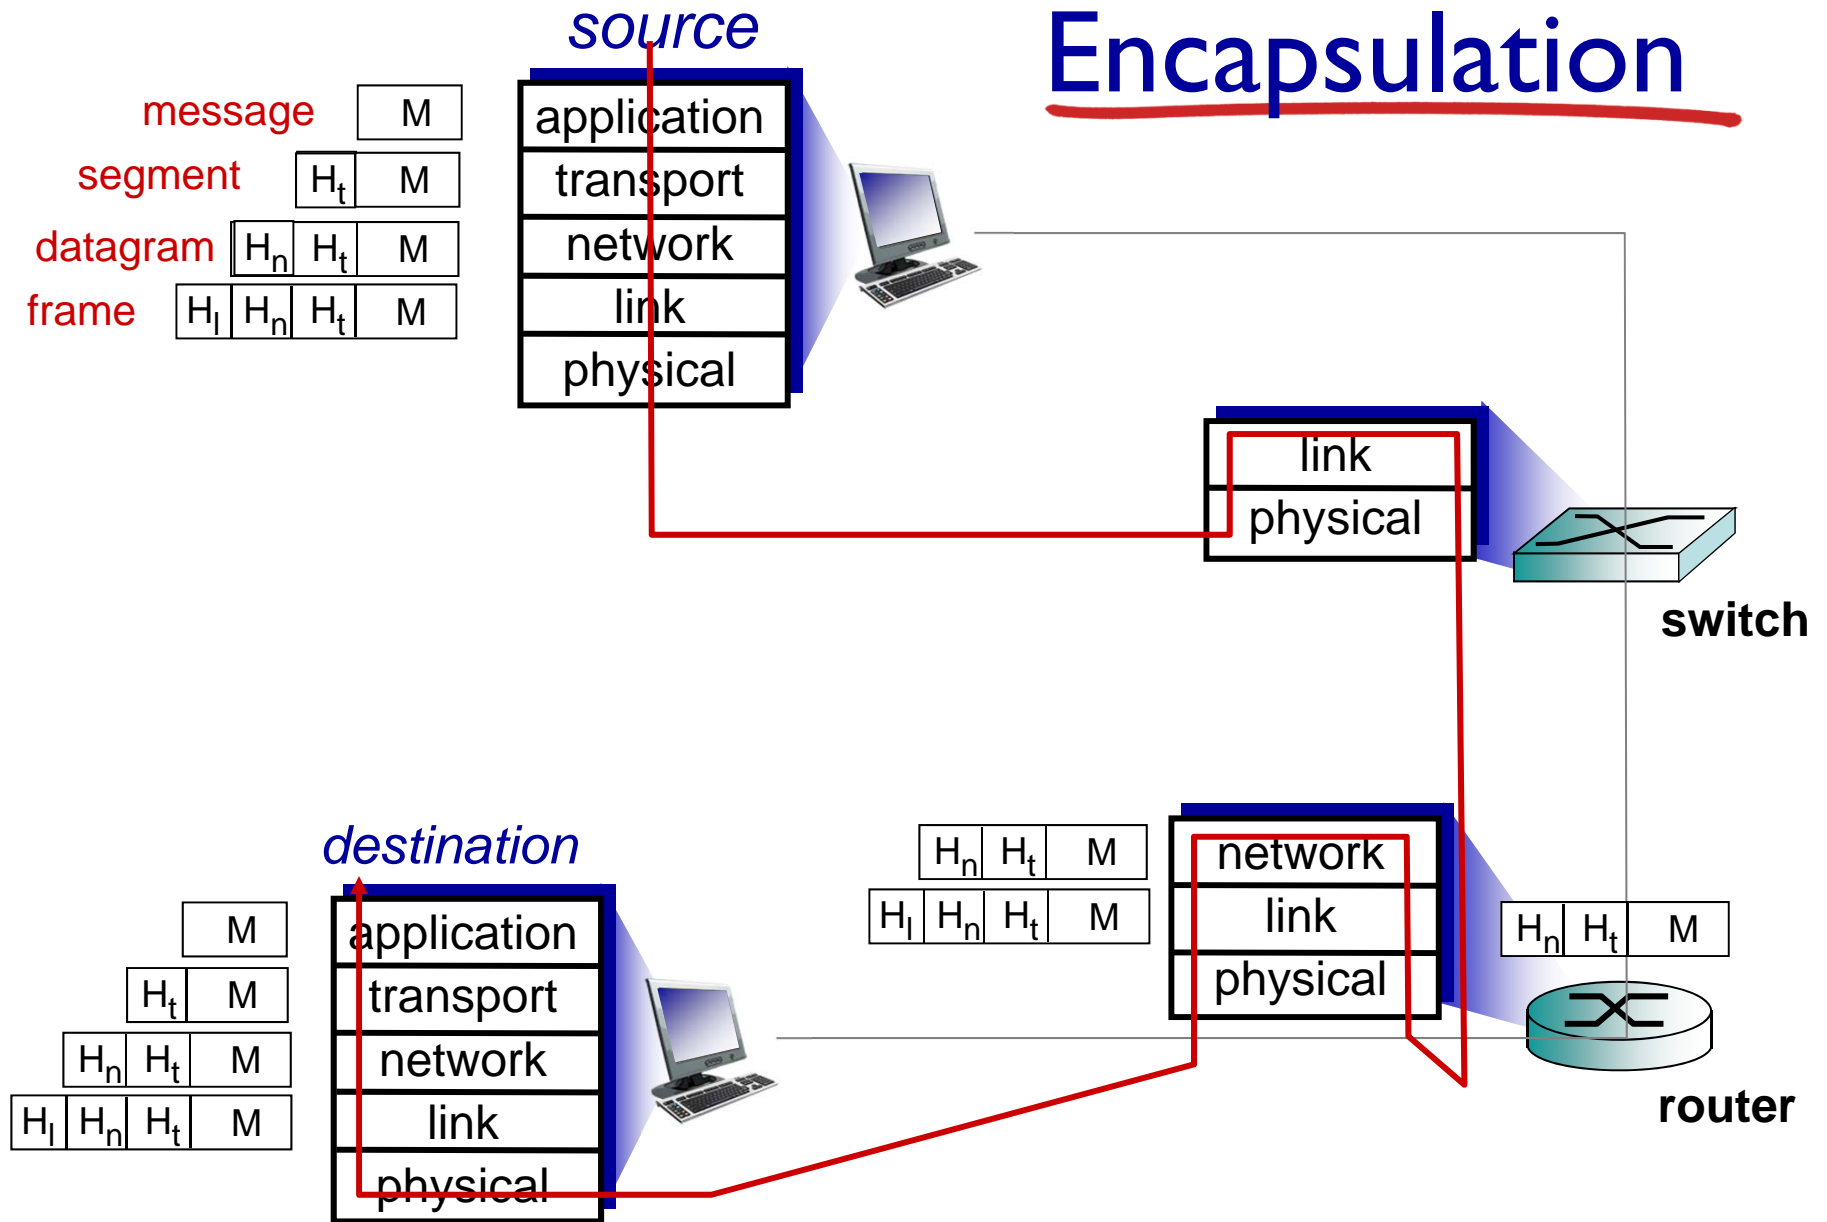 Encapsulation
source
message M
segment Ht M
datagram Hn Ht M
frame Hl Hn Ht M
application
transport
network
link
physical
link
physical
switch
destination
M
Ht M
Hn Ht M
Hl Hn Ht M
application
transport
network
link
physical
Hn Ht M
Hl Hn Ht M
network
link
physical
Hn Ht M
router